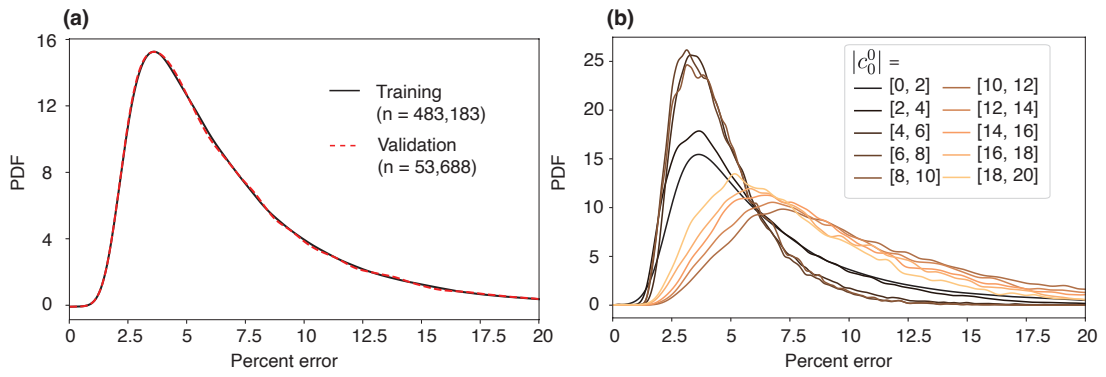 (a)
16
12
8
4
0
PDF
Training
(n = 483,183)
Validation
(n = 53,688)
0 2.5 5 7.5 10 12.5 15 17.5 20
Percent error
(b)
25
20
15
10
5
0
PDF
|c_0^0| =
[0, 2] [10, 12]
[2, 4] [12, 14]
[4, 6] [14, 16]
[6, 8] [16, 18]
[8, 10] [18, 20]
0 2.5 5 7.5 10 12.5 15 17.5 20
Percent error